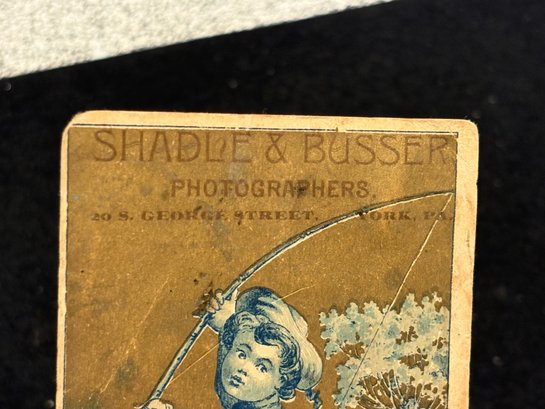 SHADLE & BUSSER
PHOTOGRAPHERS,
20 S. GEORGE STREET, YORK, PA.